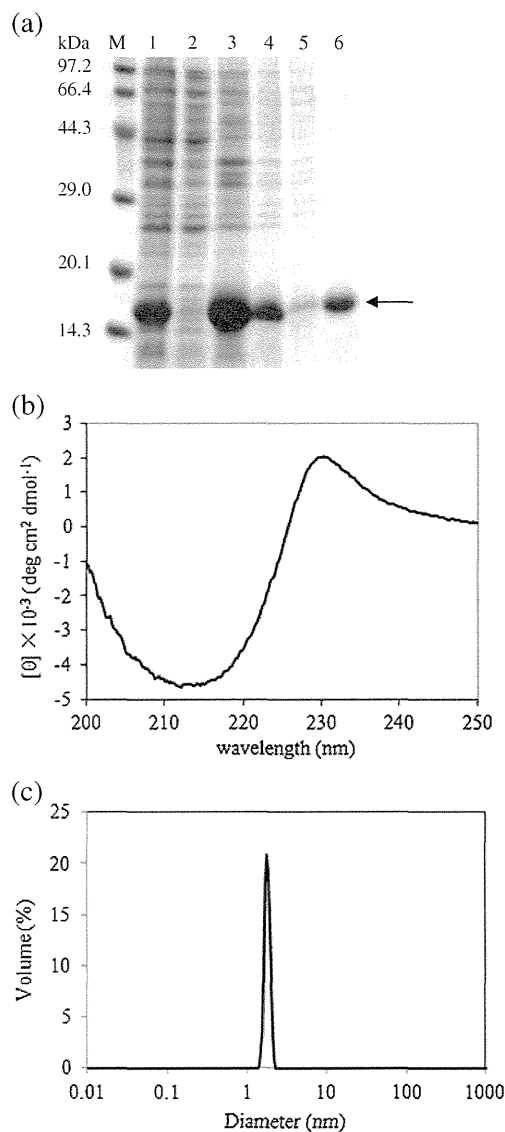 (a)
kDa M 1 2 3 4 5 6
97.2
66.4
44.3
29.0
20.1
14.3
(b)
3
2
1
0
-1
-2
-3
-4
-5
[θ] × 10⁻³ (deg cm² dmol⁻¹)
200 210 220 230 240 250
wavelength (nm)
(c)
25
20
15
10
5
0
Volume (%)
0.01 0.1 1 10 100 1000
Diameter (nm)